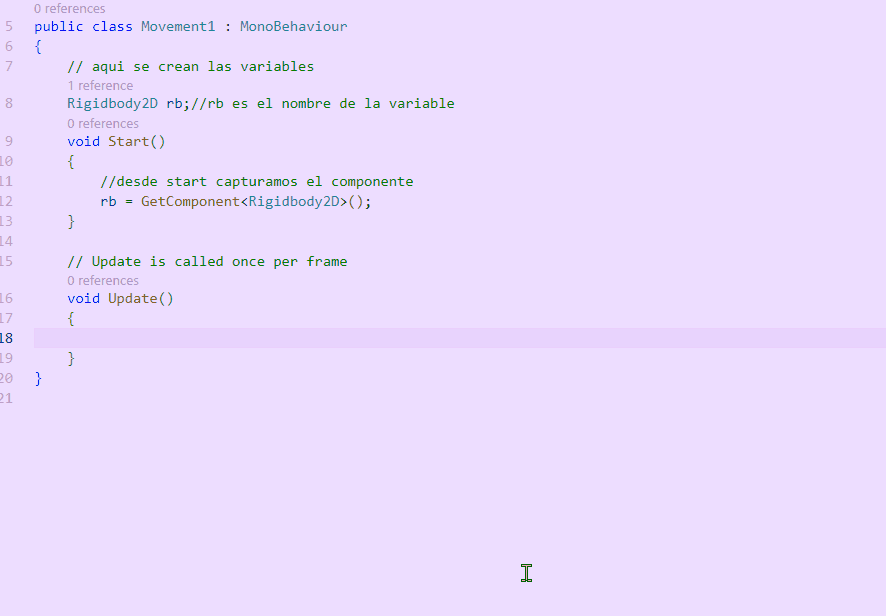 0 references
5 public class Movement1 : MonoBehaviour
6 {
7 // aqui se crean las variables
1 reference
8 Rigidbody2D rb;//rb es el nombre de la variable
0 references
9 void Start()
10 {
11 //desde start capturamos el componente
12 rb = GetComponent<Rigidbody2D>();
13 }
14
15 // Update is called once per frame
0 references
16 void Update()
17 {
18
19 }
20 }
21